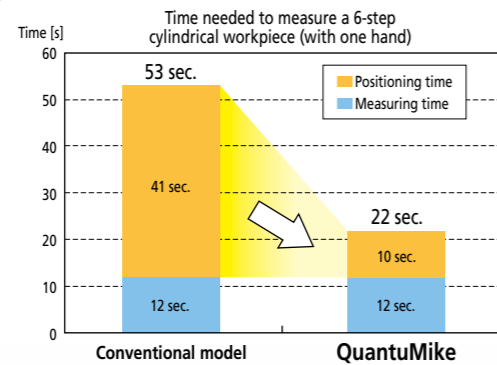 Time needed to measure a 6-step
cylindrical workpiece (with one hand)
Time [s]
60
50
40
30
20
10
0
53 sec.
41 sec.
12 sec.
Positioning time
Measuring time
22 sec.
10 sec.
12 sec.
Conventional model
QuantuMike